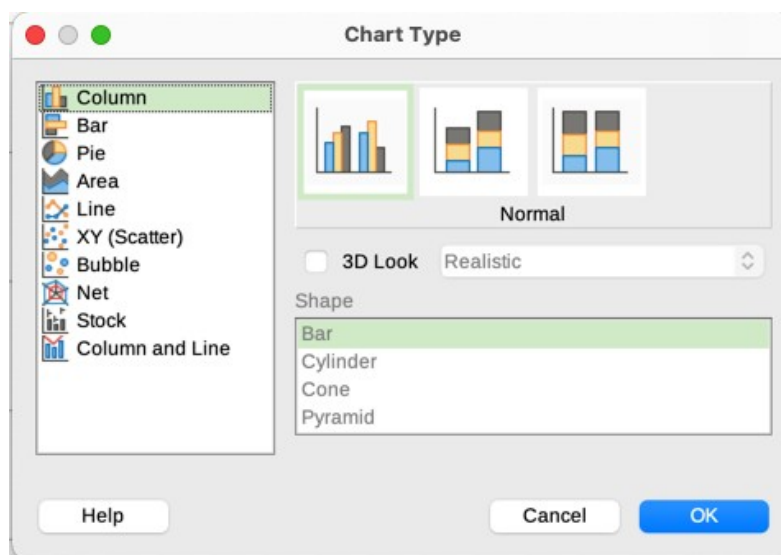 Chart Type
Column
Bar
Pie
Area
Line
XY (Scatter)
Bubble
Net
Stock
Column and Line
Normal
3D Look
Realistic
Shape
Bar
Cylinder
Cone
Pyramid
Help
Cancel
OK